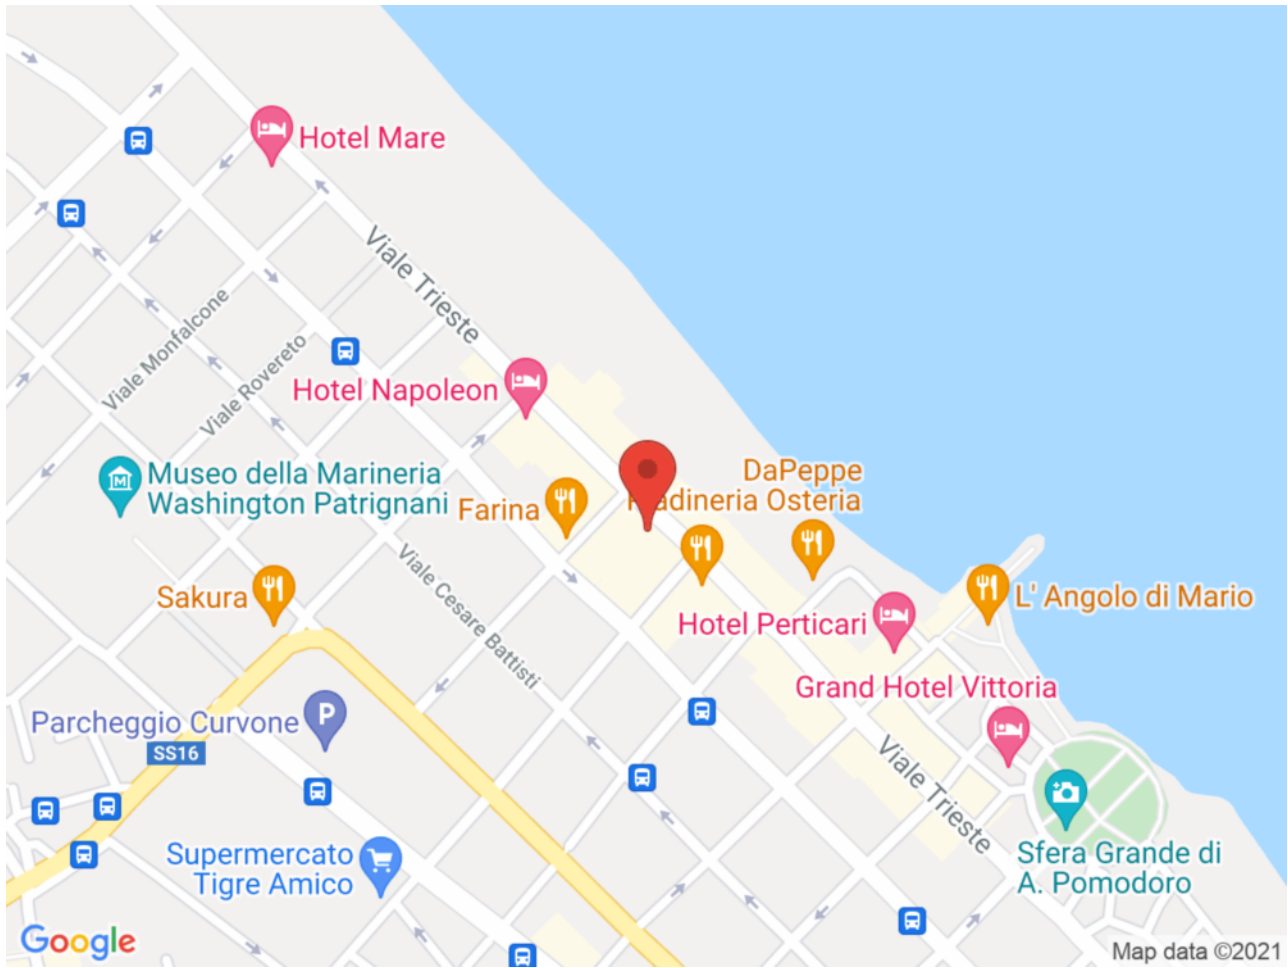 Hotel Mare
Viale Trieste
Viale Monfalcone
Viale Rovereto
Hotel Napoleon
Museo della Marineria
Washington Patrignani
Farina
DaPeppe
Osteria
Sakura
Viale Cesare Battisti
L' Angolo di Mario
Hotel Perticari
Grand Hotel Vittoria
Parcheggio Curvone
P
SS16
Viale Trieste
Supermercato
Tigre Amico
Sfera Grande di
A. Pomodoro
Google
Map data ©2021